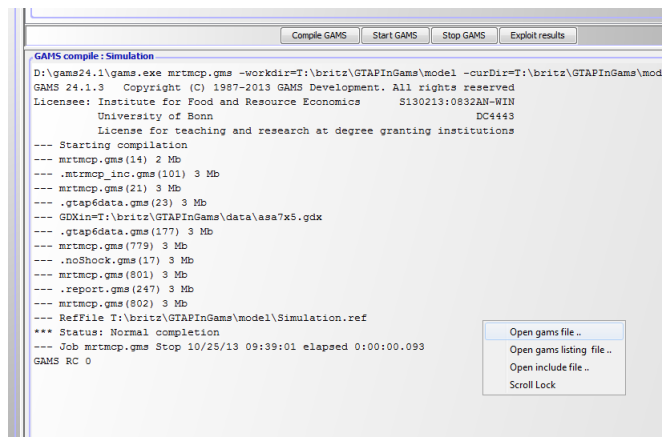 Compile GAMS Start GAMS Stop GAMS Exploit results
GAMS compile : Simulation
D:\gams24.1\gams.exe mrtmcp.gms -workdir=T:\britz\GTAPInGams\model -curDir=T:\britz\GTAPInGams\mod
GAMS 24.1.3 Copyright (C) 1987-2013 GAMS Development. All rights reserved
Licensee: Institute for Food and Resource Economics S130213:0832AN-WIN
University of Bonn DC4443
License for teaching and research at degree granting institutions
--- Starting compilation
--- mrtmcp.gms(14) 2 Mb
--- .mtrmcp_inc.gms(101) 3 Mb
--- mrtmcp.gms(21) 3 Mb
--- .gtap6data.gms(23) 3 Mb
--- GDXin=T:\britz\GTAPInGams\data\asa7x5.gdx
--- .gtap6data.gms(177) 3 Mb
--- mrtmcp.gms(779) 3 Mb
--- .noShock.gms(17) 3 Mb
--- mrtmcp.gms(801) 3 Mb
--- .report.gms(247) 3 Mb
--- mrtmcp.gms(802) 3 Mb
--- RefFile T:\britz\GTAPInGams\model\Simulation.ref
*** Status: Normal completion
--- Job mrtmcp.gms Stop 10/25/13 09:39:01 elapsed 0:00:00.093
GAMS RC 0
Open gams file ..
Open gams listing file ..
Open include file ..
Scroll Lock